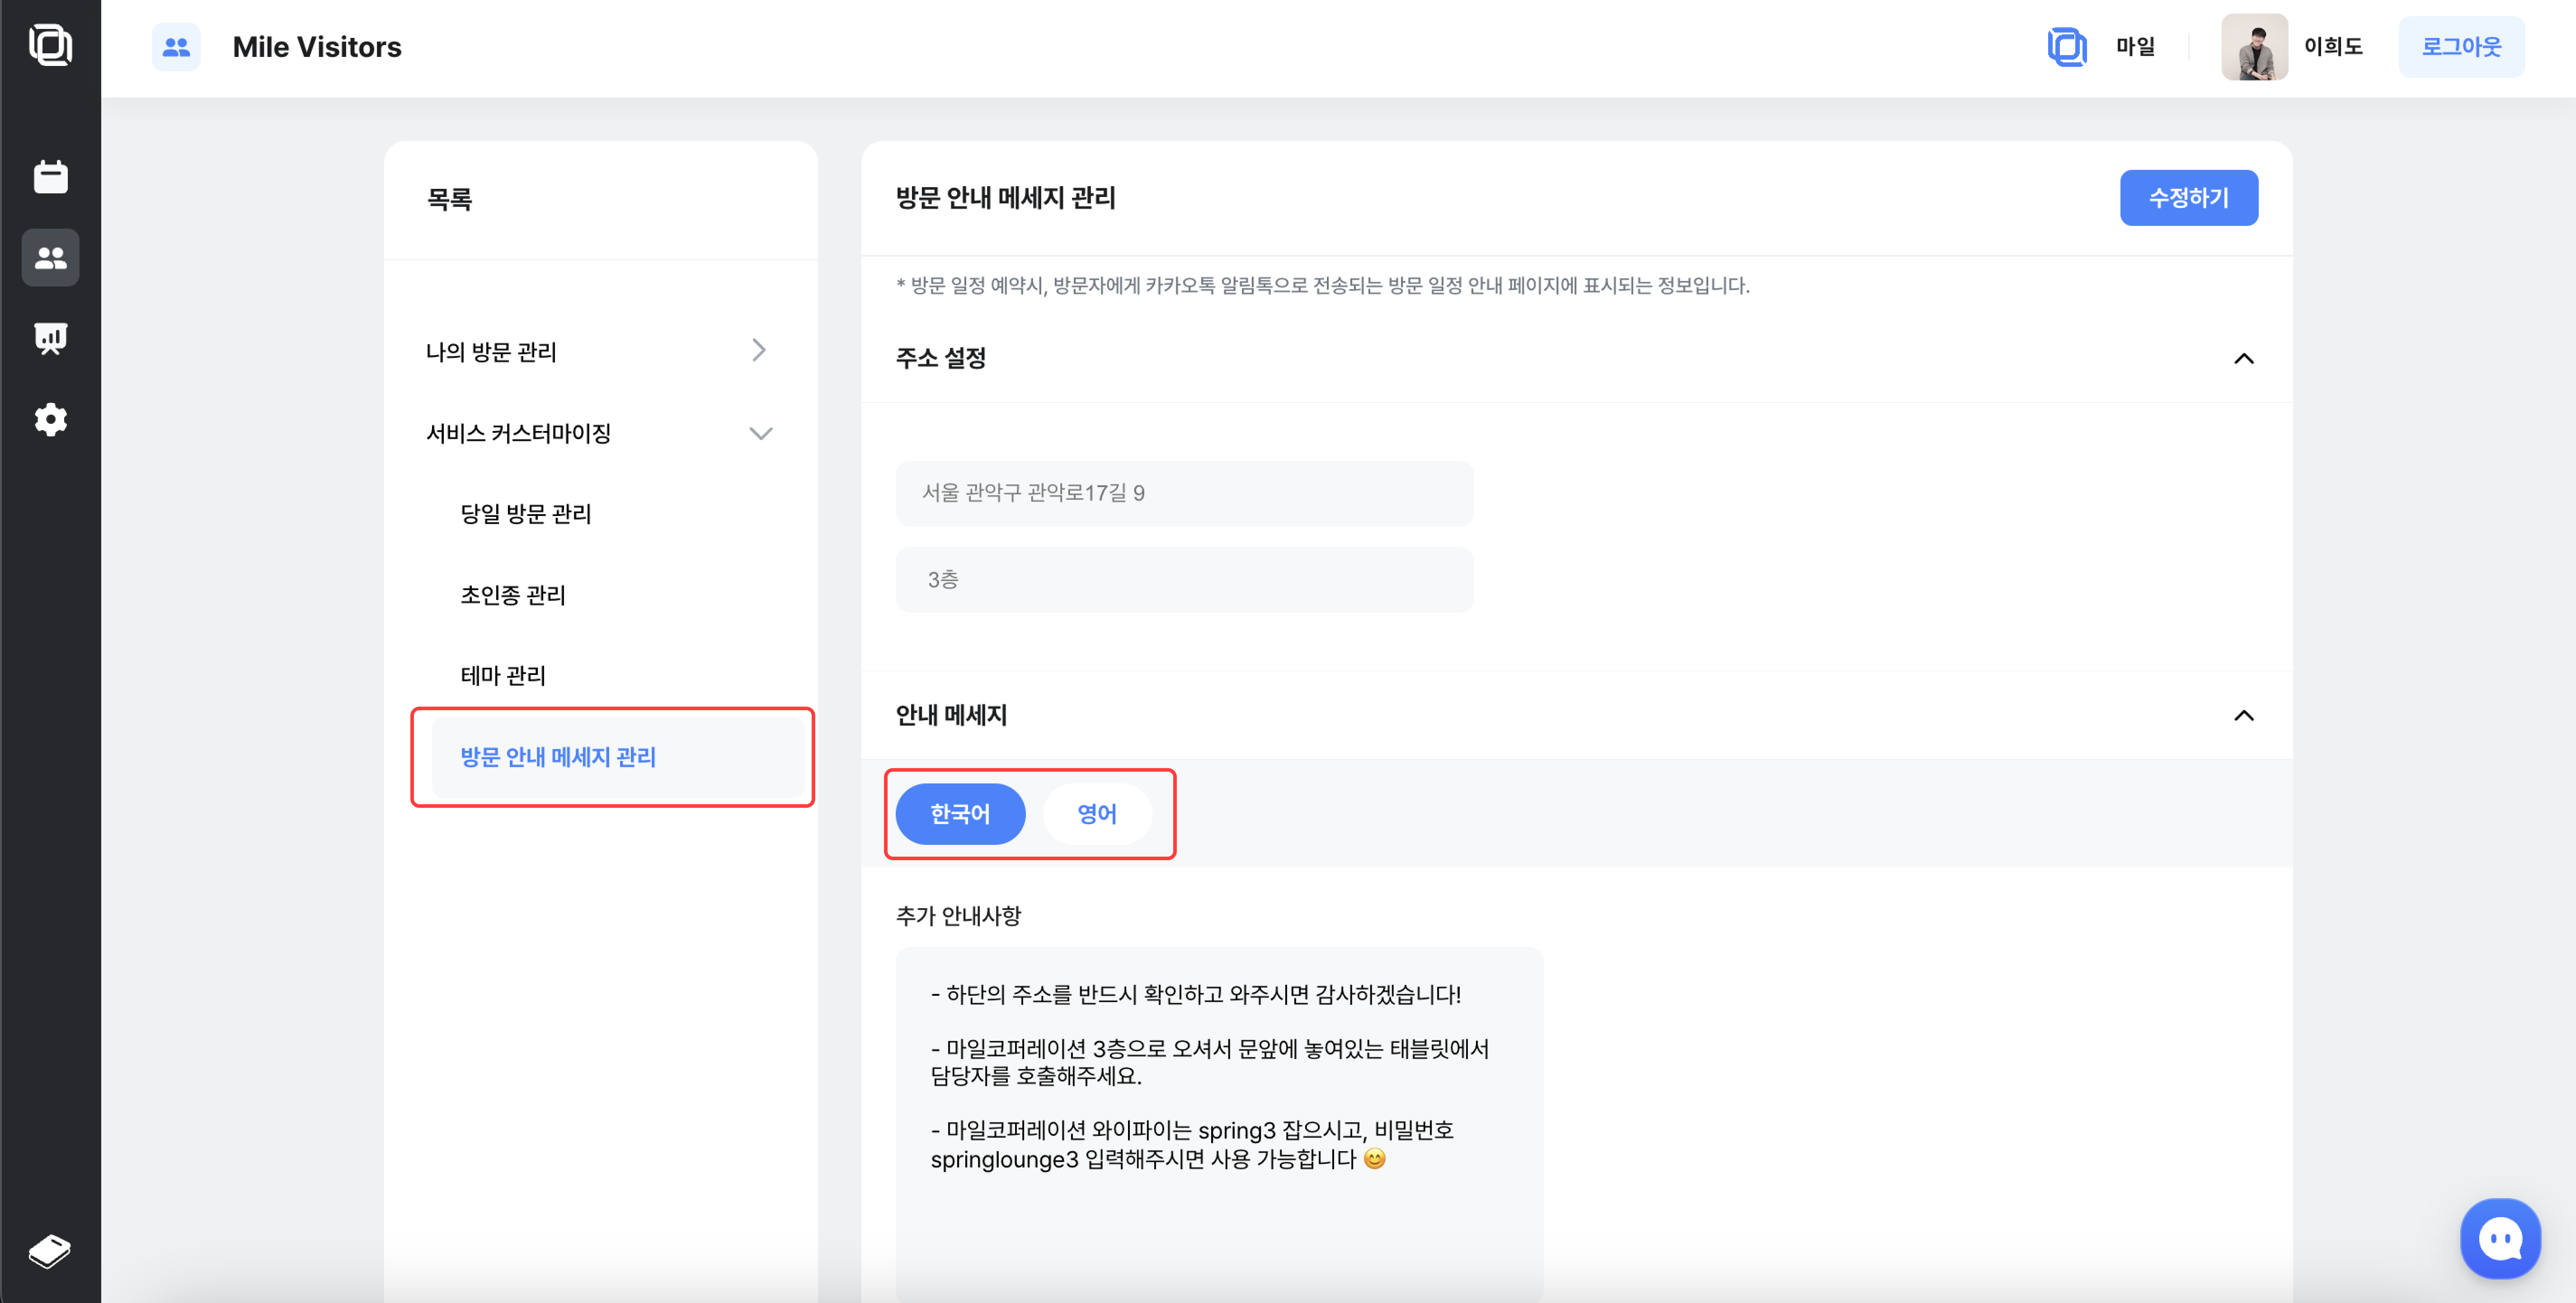 Mile Visitors
마일
이희도
로그아웃
목록
나의 방문 관리
서비스 커스터마이징
당일 방문 관리
초인종 관리
테마 관리
방문 안내 메세지 관리
방문 안내 메세지 관리
수정하기
* 방문 일정 예약시, 방문자에게 카카오톡 알림톡으로 전송되는 방문 일정 안내 페이지에 표시되는 정보입니다.
주소 설정
서울 관악구 관악로17길 9
3층
안내 메세지
한국어
영어
추가 안내사항
- 하단의 주소를 반드시 확인하고 와주시면 감사하겠습니다!
- 마일코퍼레이션 3층으로 오셔서 문앞에 놓여있는 태블릿에서
담당자를 호출해주세요.
- 마일코퍼레이션 와이파이는 spring3 잡으시고, 비밀번호
springlounge3 입력해주시면 사용 가능합니다 😊